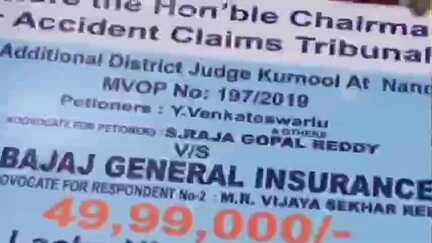 the Hon'ble Chairma
Accident Claims Tribunal
Additional District Judge Kurnool At Nand
MVOP No: 197/2019
Petioners : Y.Venkateswarlu
& OTHERS
ADOVOCATE FOR PETIONERS : S.RAJA GOPAL REDDY
V/S
BAJAJ GENERAL INSURANCE
DVOCATE FOR RESPONDENT No-2 : M.R. VIJAYA SEKHAR RE
49,99,000/-